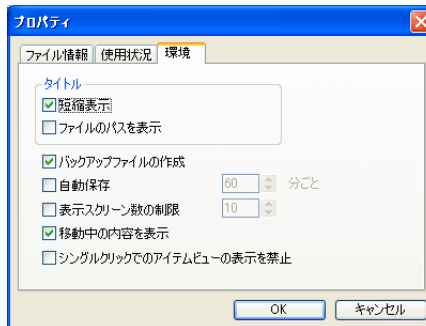 プロパティ
ファイル情報 使用状況 環境
タイトル
短縮表示
ファイルのパスを表示
バックアップファイルの作成
自動保存 60 分ごと
表示スクリーン数の制限 10
移動中の内容を表示
シングルクリックでのアイテムビューの表示を禁止
OK キャンセル